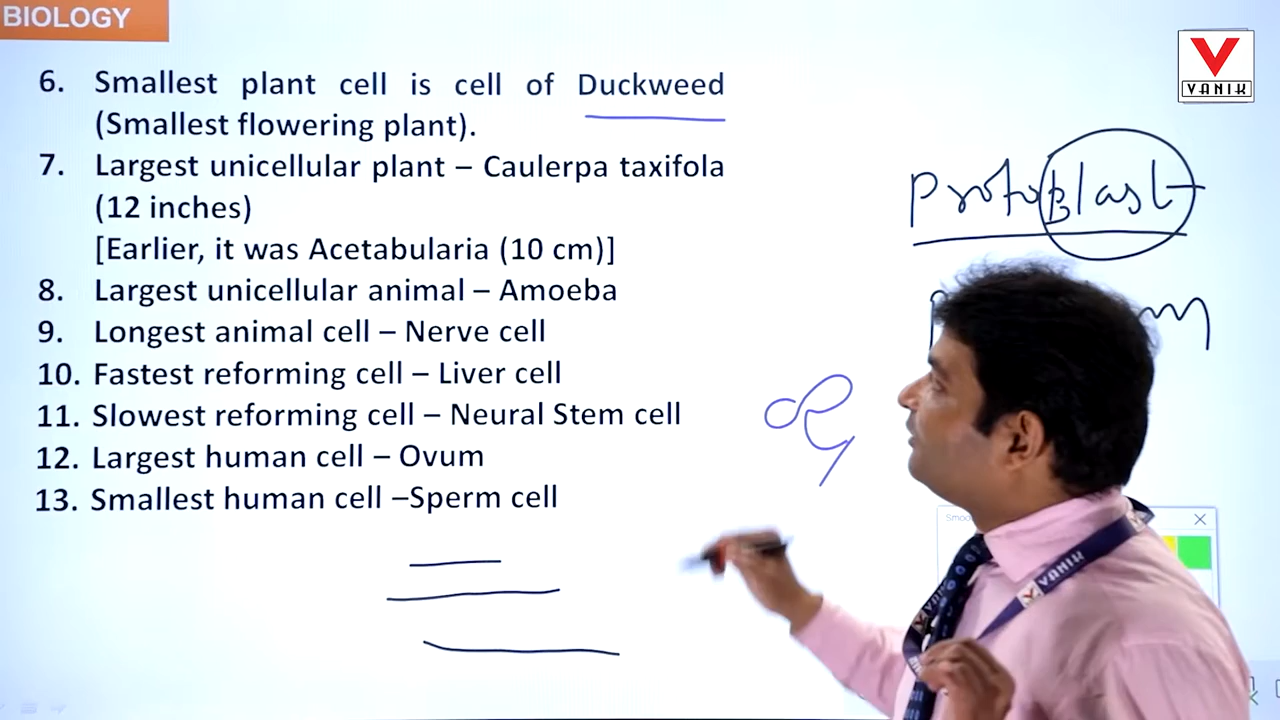 BIOLOGY
VANIK
6. Smallest plant cell is cell of Duckweed
(Smallest flowering plant).
7. Largest unicellular plant – Caulerpa taxifola
(12 inches)
[Earlier, it was Acetabularia (10 cm)]
8. Largest unicellular animal – Amoeba
9. Longest animal cell – Nerve cell
10. Fastest reforming cell – Liver cell
11. Slowest reforming cell – Neural Stem cell
12. Largest human cell – Ovum
13. Smallest human cell –Sperm cell
Protoblast
VANIK